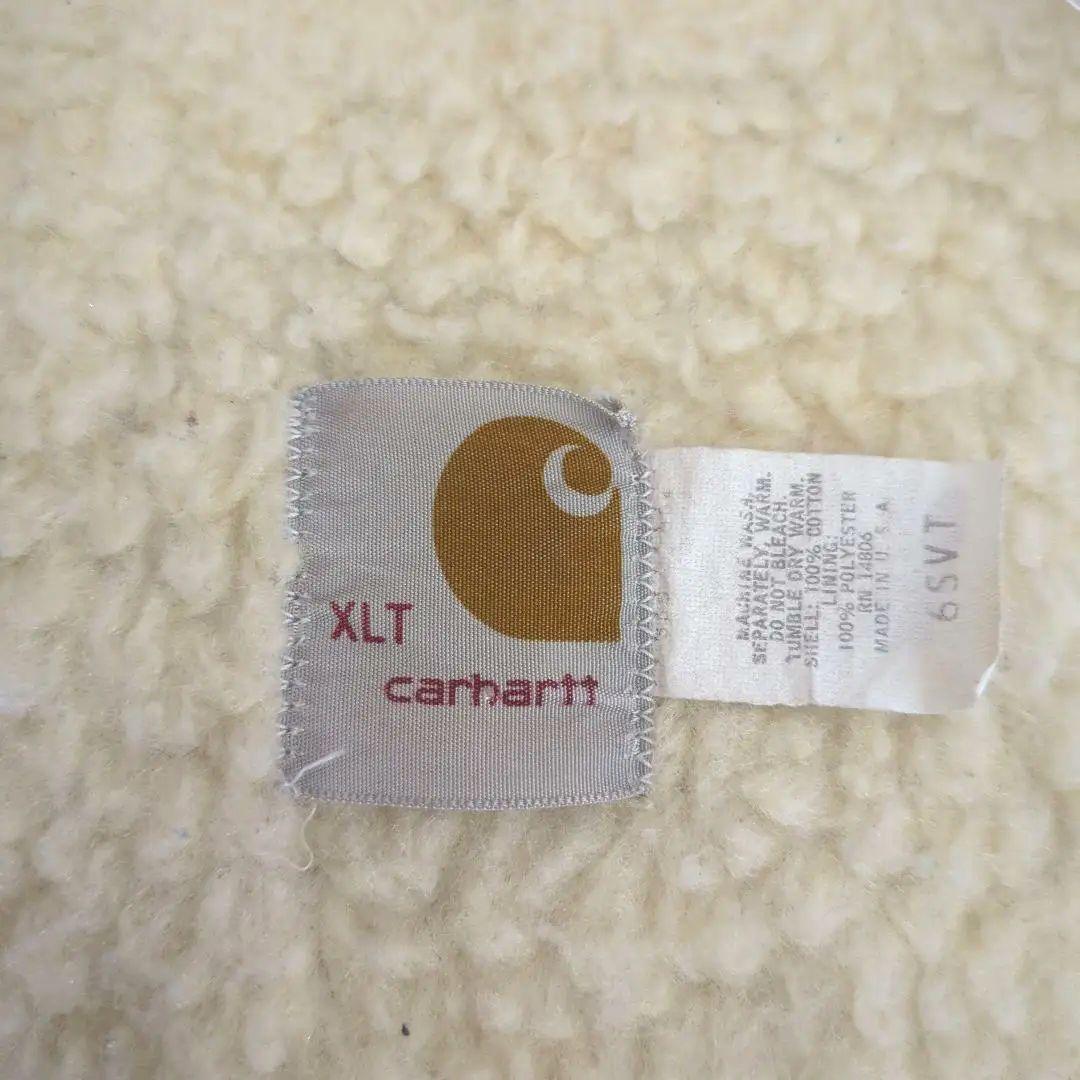 XLT
carhartt
MACHINE WASH
SEPARATELY, WARM.
DO NOT BLEACH.
TUMBLE DRY WARM.
SHELL: 100% COTTON
LINING:
100% POLYESTER
RN 14806
MADE IN U.S.A.
6SVT